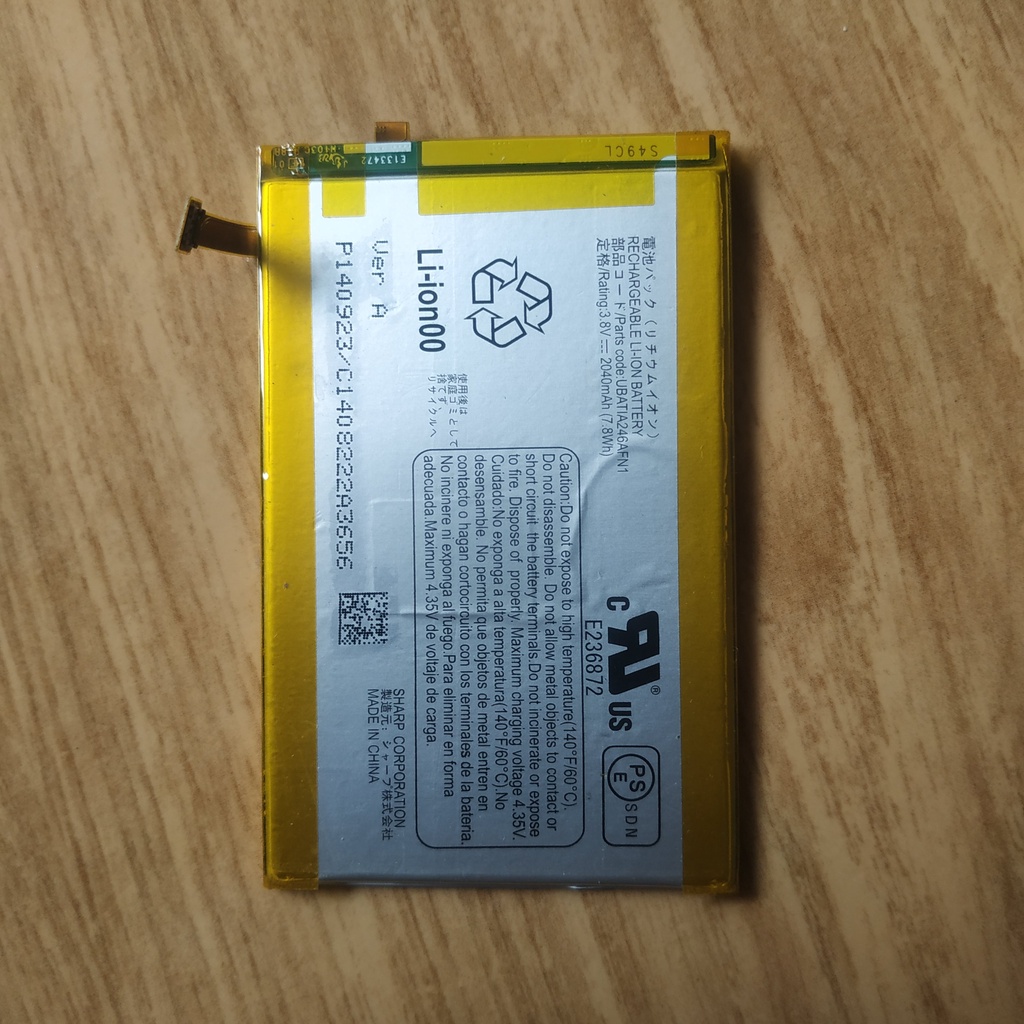 電池パック（リチウムイオン）
RECHARGEABLE LI-ION BATTERY
部品コード/Parts code:UBATIA246AFN1
定格/Rating:3.8V⎓ 2040mAh (7.8Wh)
C
US
®
E236872
PS
E
SDN
Caution:Do not expose to high temperature(140°F/60°C).
Do not disassemble. Do not allow metal objects to contact or
short circuit the battery terminals.Do not incinerate or expose
to fire. Dispose of properly. Maximum charging voltage 4.35V.
Cuidado:No exponga a alta temperatura(140°F/60°C).No
desensamble. No permita que objetos de metal entren en
contacto o hagan cortocircuito con los terminales de la bateria.
No incinere ni exponga al fuego.Para eliminar en forma
adecuada.Maximum 4.35V de voltaje de carga.
Li-ion00
使用後は
家庭ゴミとして
捨てず、
リサイクルへ
Ver A
P140923/C1408222A3656
SHARP CORPORATION
製造元：シャープ株式会社
MADE IN CHINA
S49CL
E133472